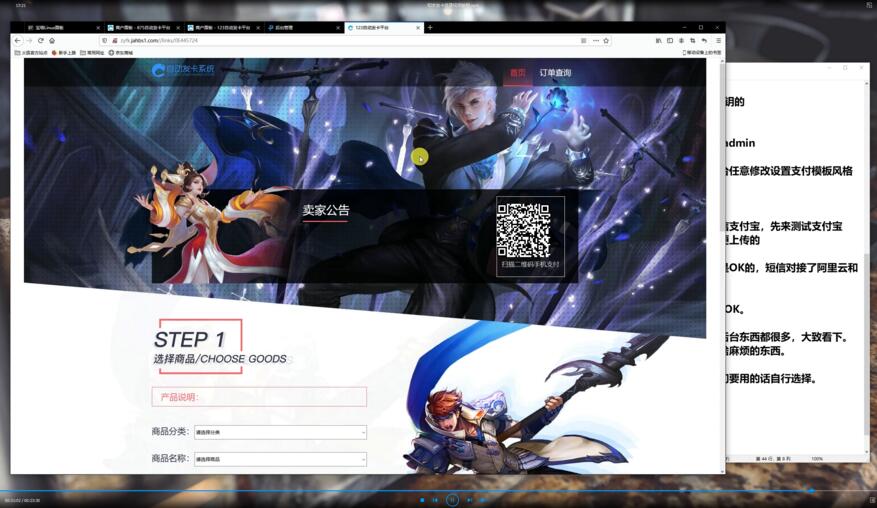 17:21
宝塔Linux面板
商户面板 - 875自动发卡平台
商户面板 - 123自动发卡平台
后台管理
123自动发卡平台
zyfk.jahbs1.com/links/0E445724
火狐官方站点
新手上路
常用网址
京东商城
移动设备上的书签
自动发卡系统
首页
订单查询
卖家公告
扫描二维码手机支付
STEP 1
选择商品/CHOOSE GOODS
产品说明：
商品分类：
请选择分类
商品名称：
请选择商品
钥的
admin
任意修改设置支付模板风格
支付宝，先来测试支付宝
上传的
OK的，短信对接了阿里云和
OK。
后台东西都很多，大致看下。
麻烦的东西。
要用的话自行选择。
第 44 行，第 8 列
100%